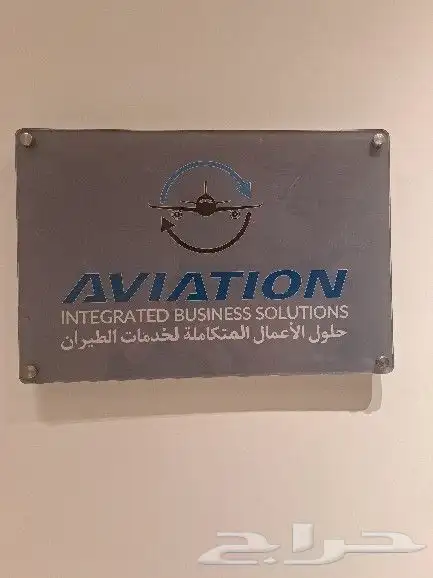 AVIATION
INTEGRATED BUSINESS SOLUTIONS
حلول الأعمال المتكاملة لخدمات الطيران
حراج